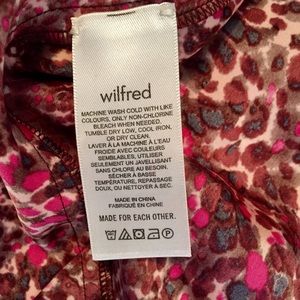 wilfred
MACHINE WASH COLD WITH LIKE
COLOURS, ONLY NON-CHLORINE
BLEACH WHEN NEEDED,
TUMBLE DRY LOW, COOL IRON,
OR DRY CLEAN.
LAVER À LA MACHINE À L'EAU
FROIDE AVEC COULEURS
SEMBLABLES, UTILISER
SEULEMENT UN JAVELLISANT
SANS CHLORE AU BESOIN.
SÉCHER À BASSE
TEMPÉRATURE, REPASSAGE
DOUX, OU NETTOYER À SEC.
MADE IN CHINA
FABRIQUÉ EN CHINE
MADE FOR EACH OTHER.
P